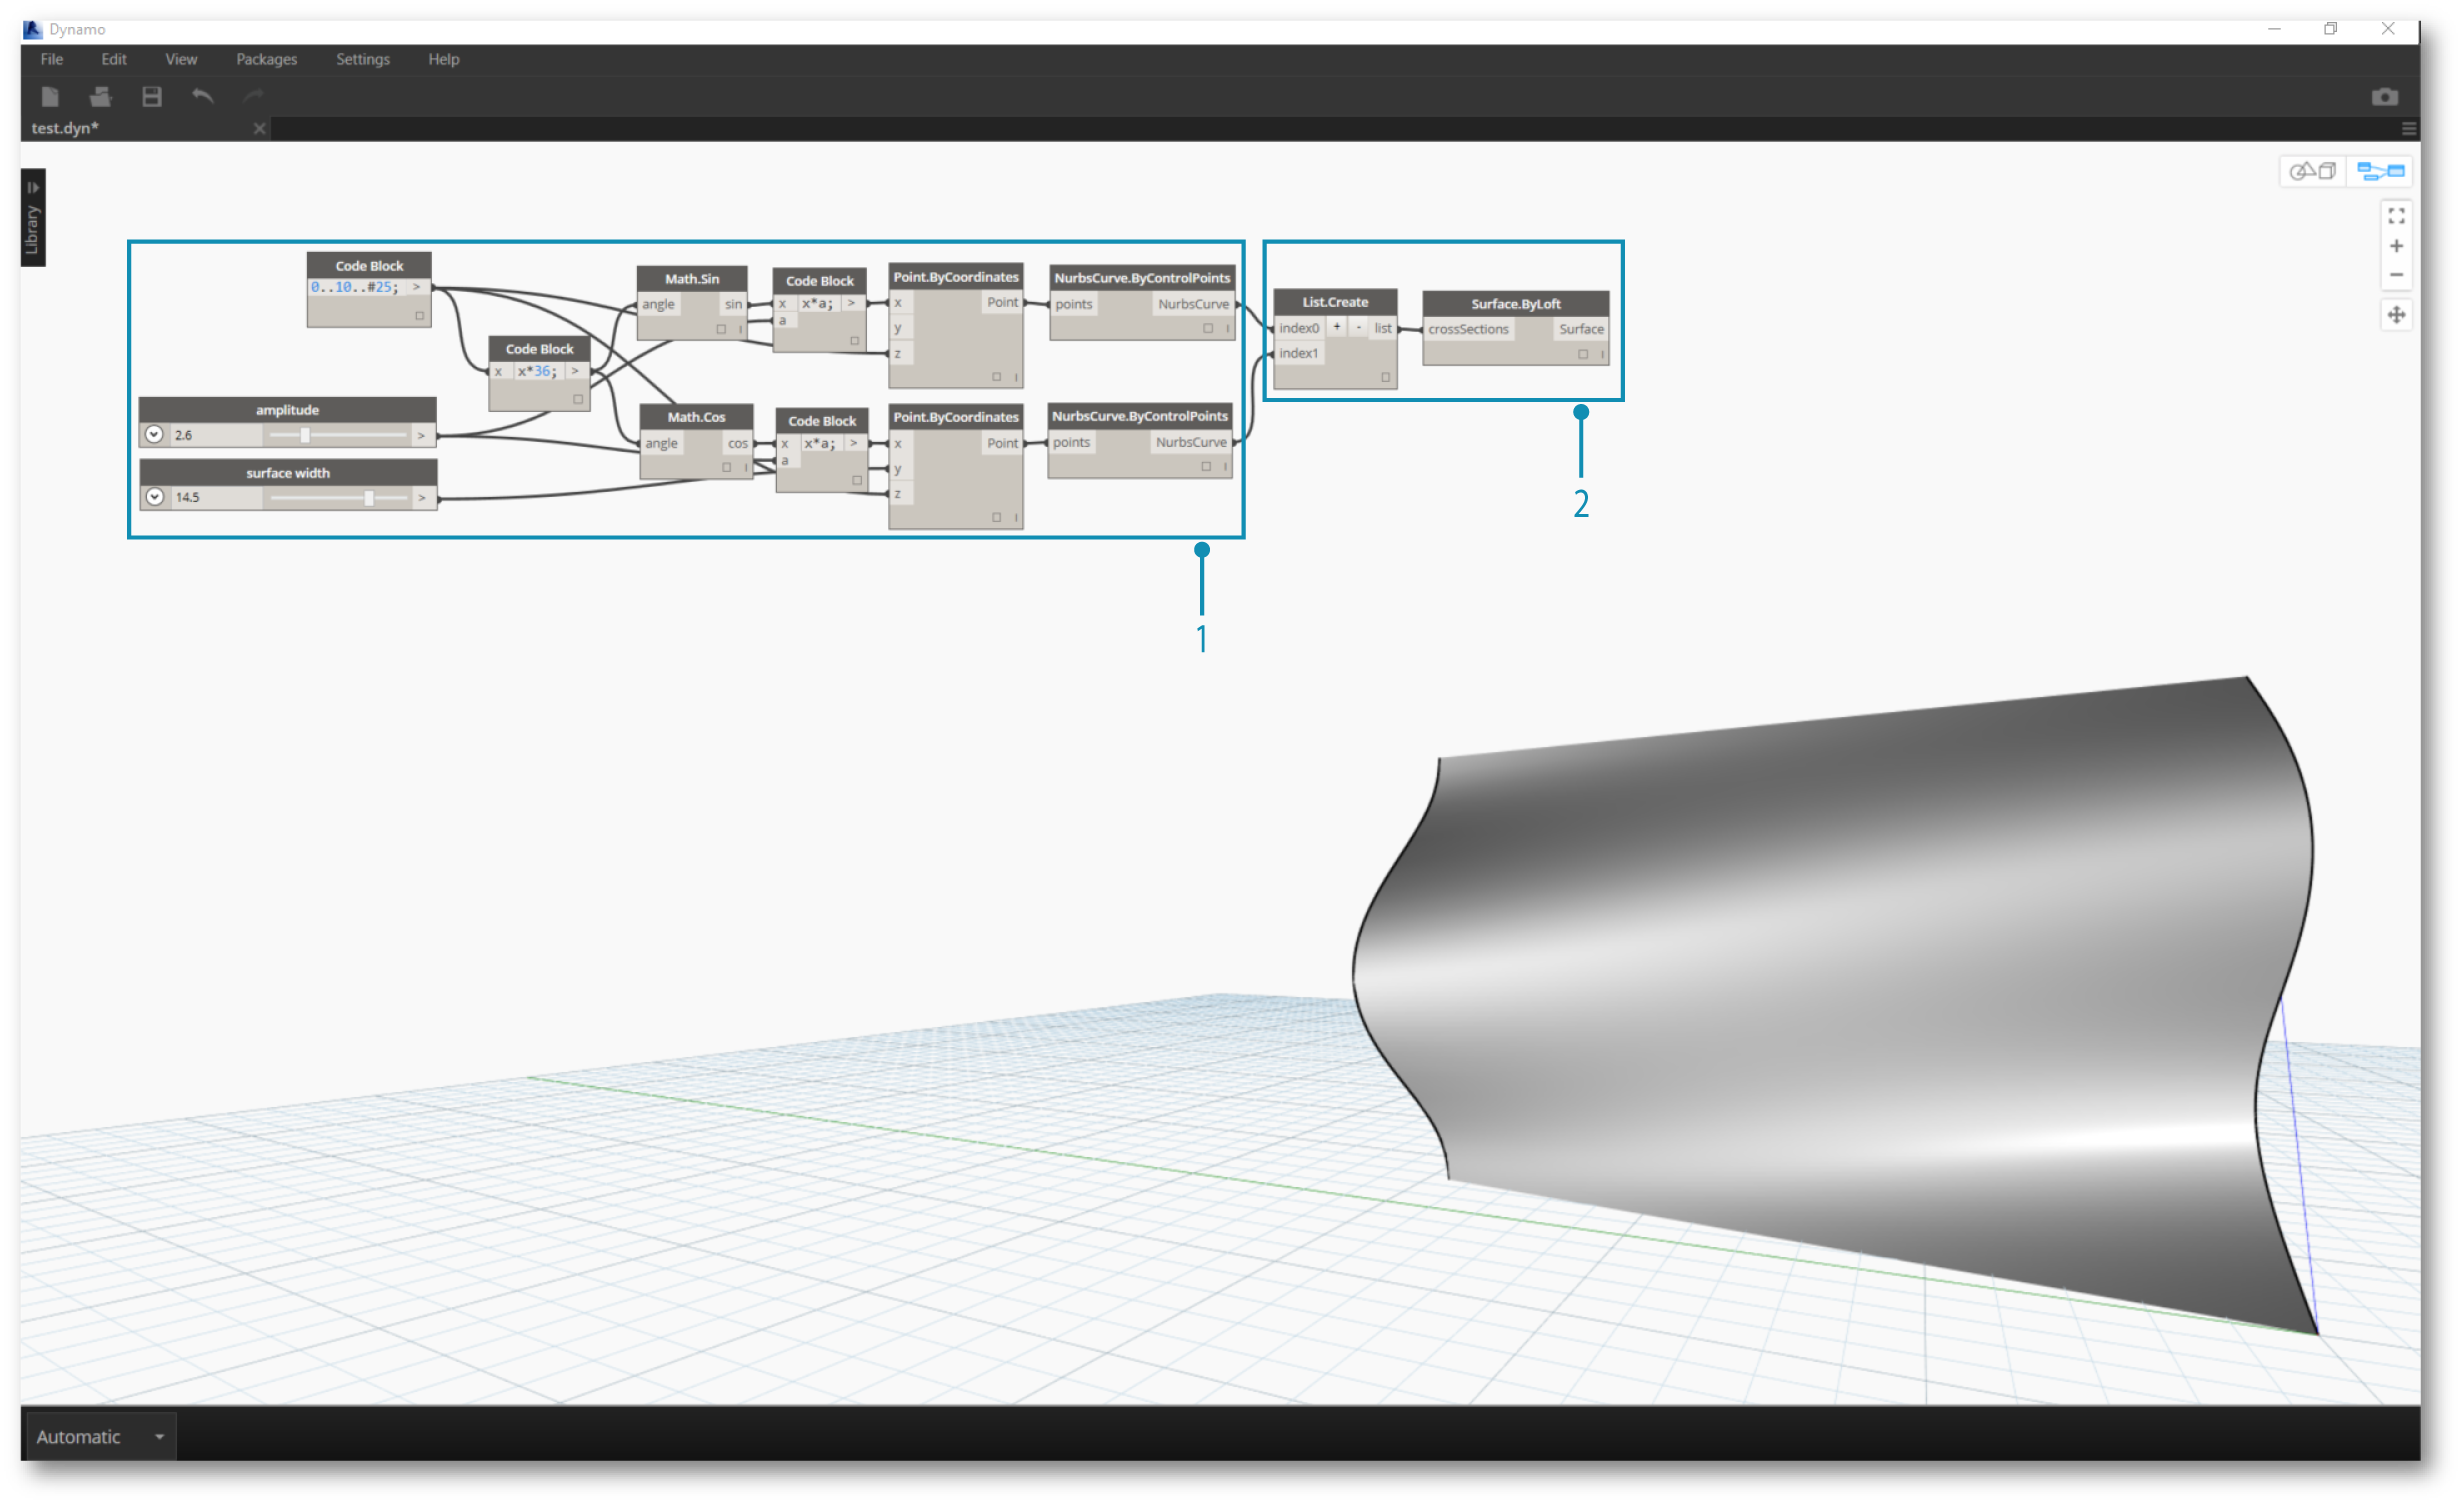 Dynamo
File Edit View Packages Settings Help
test.dyn*
Library
Code Block
0..10..#25; >
Code Block
x x*36; >
amplitude
2.6 >
surface width
14.5 >
Math.Sin
angle sin
Code Block
x x*a; >
a
Point.ByCoordinates
x Point
y
z
NurbsCurve.ByControlPoints
points NurbsCurve
Math.Cos
angle cos
Code Block
x x*a; >
a
Point.ByCoordinates
x Point
y
z
NurbsCurve.ByControlPoints
points NurbsCurve
List.Create
index0 + - list
index1
Surface.ByLoft
crossSections Surface
1
2
Automatic